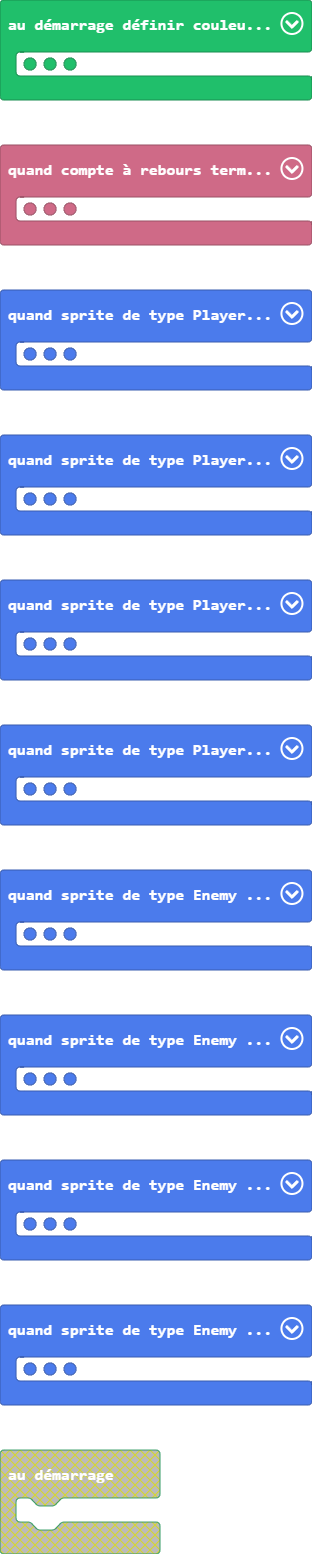 au démarrage définir couleu...
quand compte à rebours term...
quand sprite de type Player...
quand sprite de type Player...
quand sprite de type Player...
quand sprite de type Player...
quand sprite de type Enemy ...
quand sprite de type Enemy ...
quand sprite de type Enemy ...
quand sprite de type Enemy ...
au démarrage